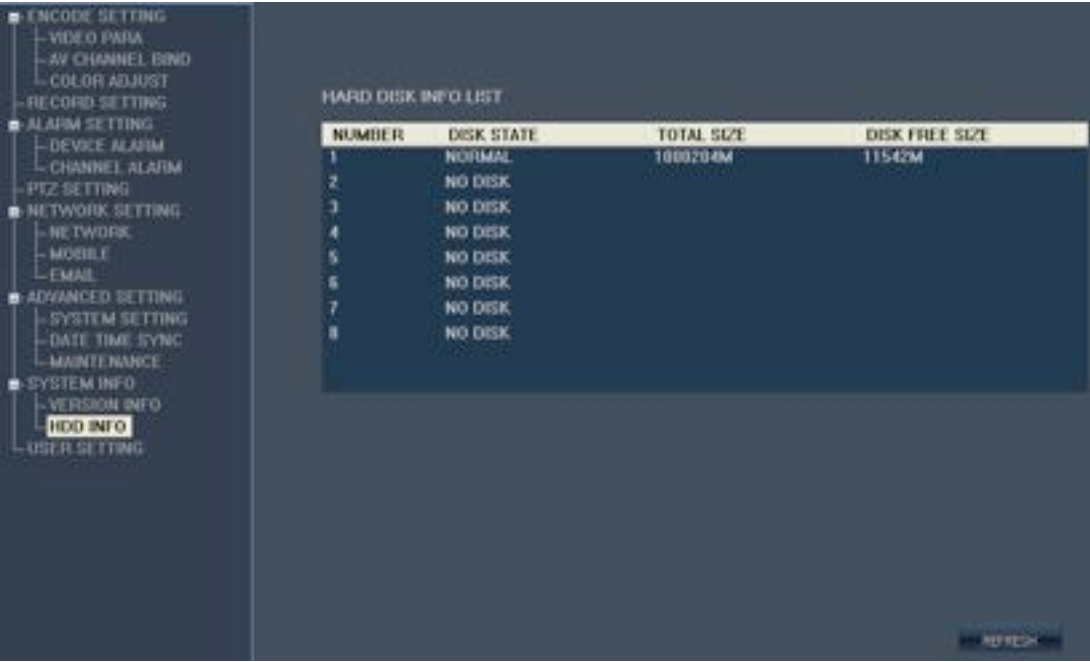 ENCODE SETTING
VIDEO PARA
AV CHANNEL BIND
COLOR ADJUST
RECORD SETTING
ALARM SETTING
DEVICE ALARM
CHANNEL ALARM
PTZ SETTING
NETWORK SETTING
NETWORK
MOBILE
EMAIL
ADVANCED SETTING
SYSTEM SETTING
DATE TIME SYNC
MAINTENANCE
SYSTEM INFO
VERSION INFO
HDD INFO
USER SETTING
HARD DISK INFO LIST
NUMBER DISK STATE TOTAL SIZE DISK FREE SIZE
1 NORMAL 11542M
2 NO DISK
3 NO DISK
4 NO DISK
5 NO DISK
6 NO DISK
7 NO DISK
8 NO DISK
REFRESH